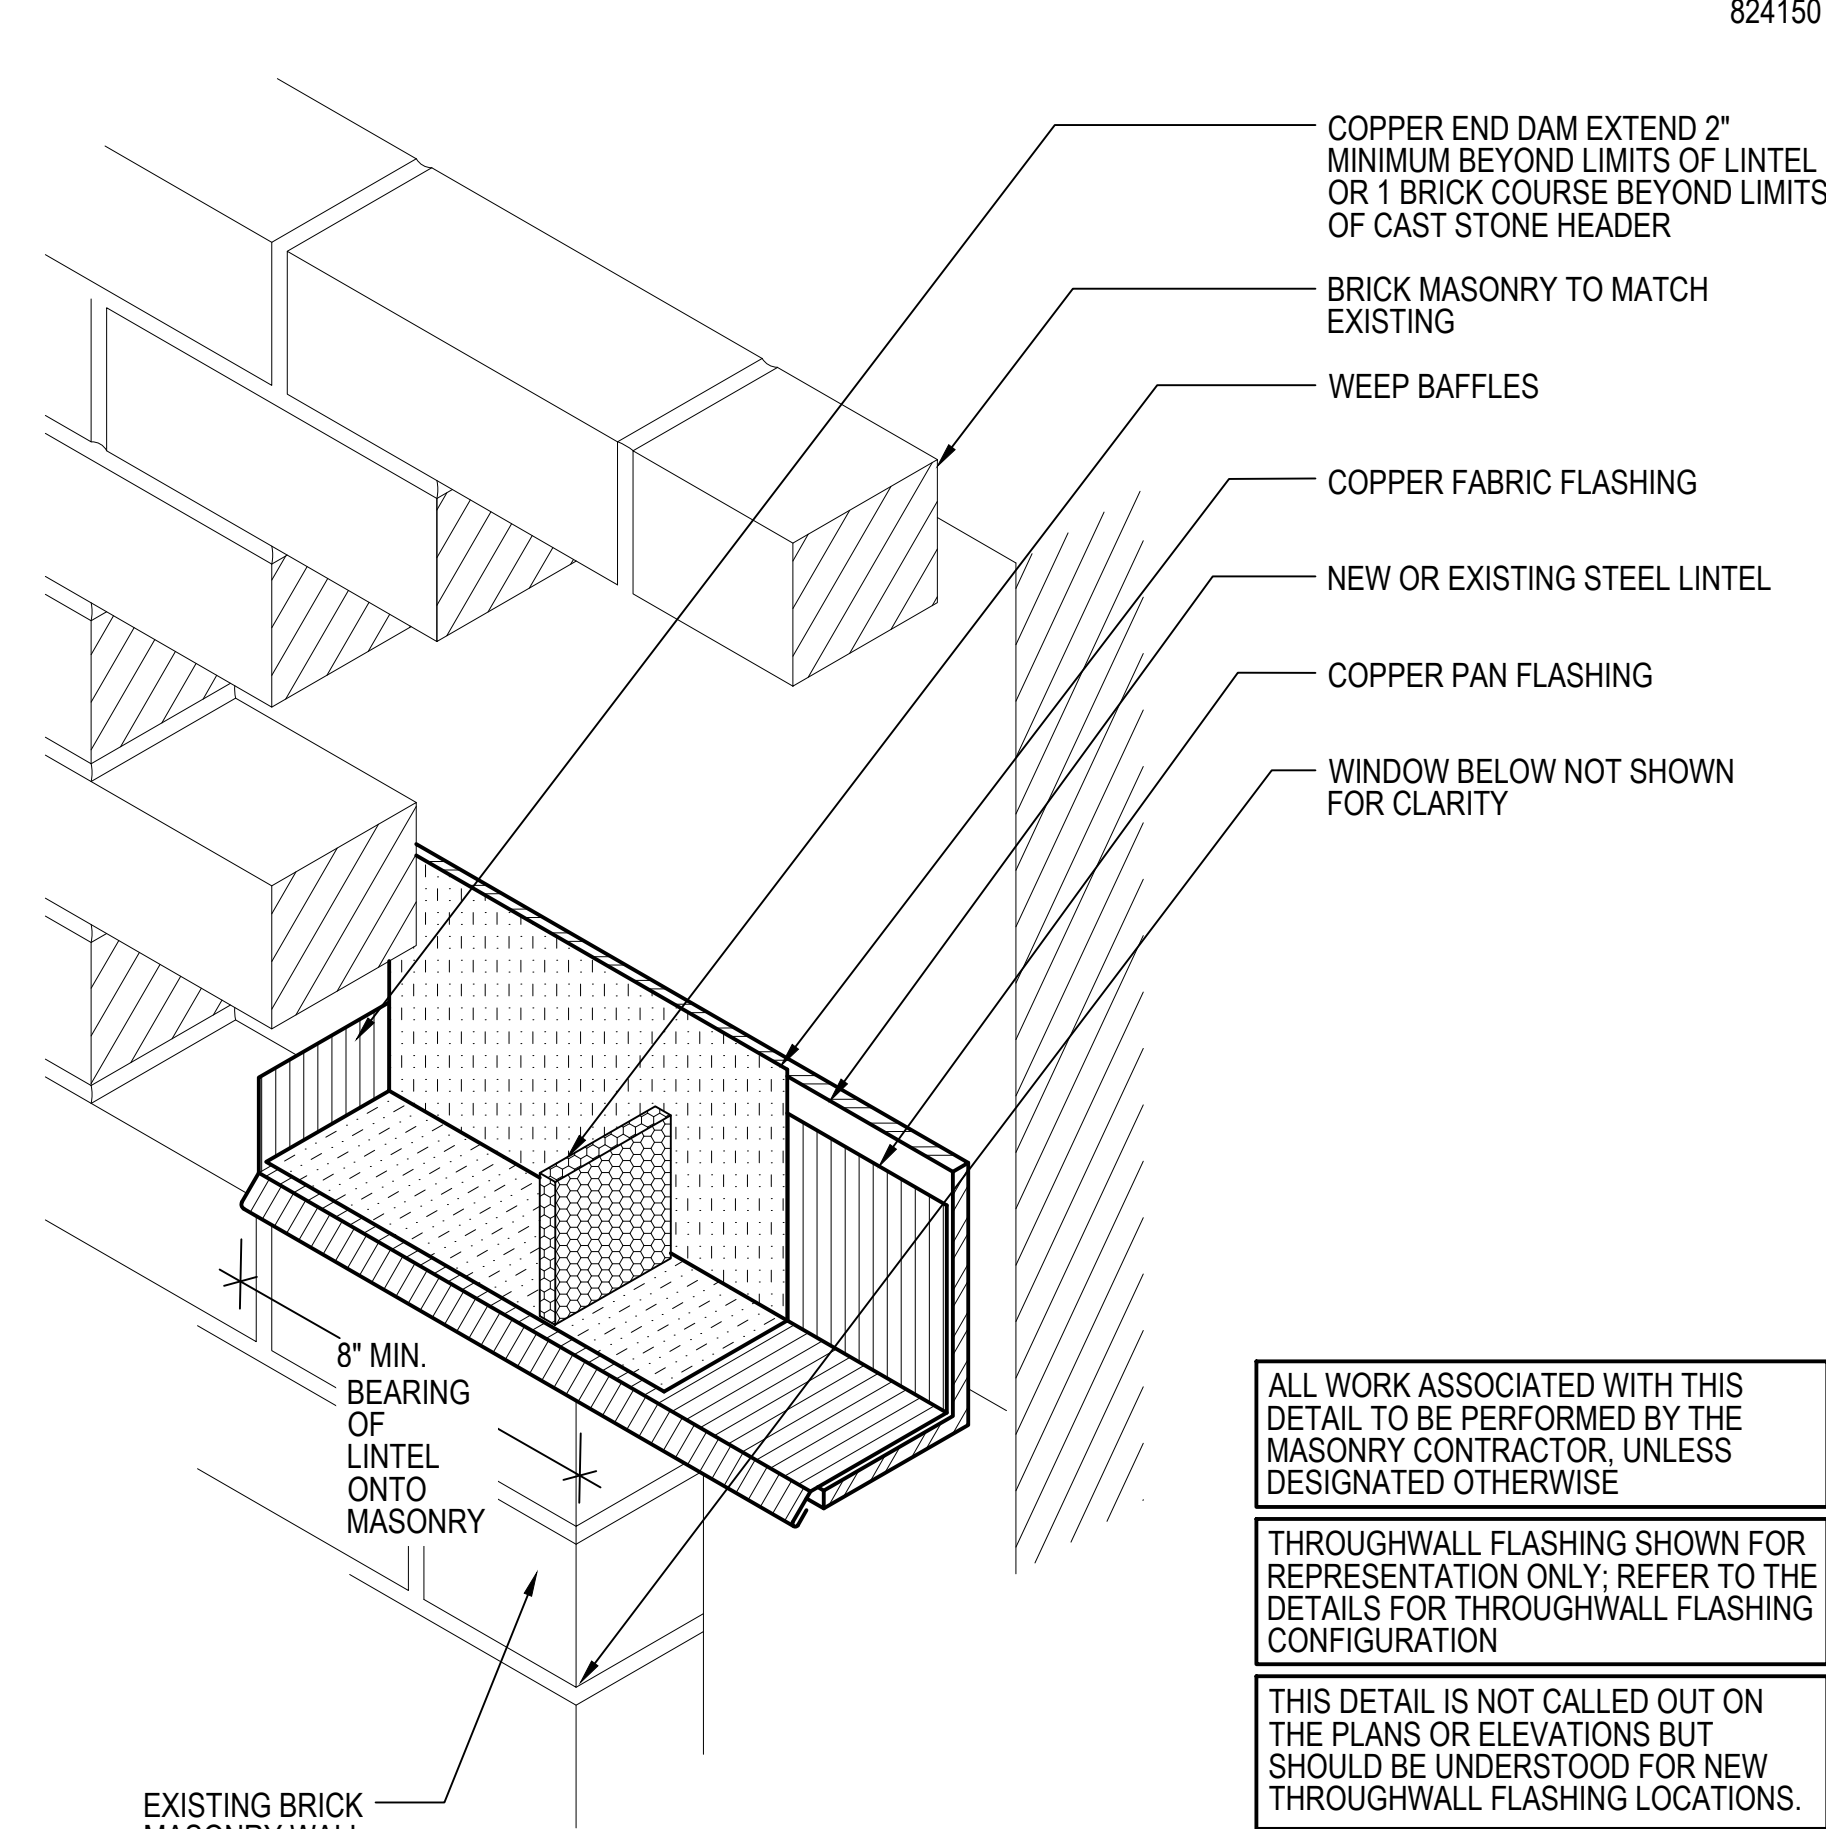 824150
COPPER END DAM EXTEND 2"
MINIMUM BEYOND LIMITS OF LINTEL
OR 1 BRICK COURSE BEYOND LIMITS
OF CAST STONE HEADER
BRICK MASONRY TO MATCH
EXISTING
WEEP BAFFLES
COPPER FABRIC FLASHING
NEW OR EXISTING STEEL LINTEL
COPPER PAN FLASHING
WINDOW BELOW NOT SHOWN
FOR CLARITY
8" MIN.
BEARING
OF
LINTEL
ONTO
MASONRY
ALL WORK ASSOCIATED WITH THIS
DETAIL TO BE PERFORMED BY THE
MASONRY CONTRACTOR, UNLESS
DESIGNATED OTHERWISE
THROUGHWALL FLASHING SHOWN FOR
REPRESENTATION ONLY; REFER TO THE
DETAILS FOR THROUGHWALL FLASHING
CONFIGURATION
THIS DETAIL IS NOT CALLED OUT ON
THE PLANS OR ELEVATIONS BUT
SHOULD BE UNDERSTOOD FOR NEW
THROUGHWALL FLASHING LOCATIONS.
EXISTING BRICK
MASONRY WALL